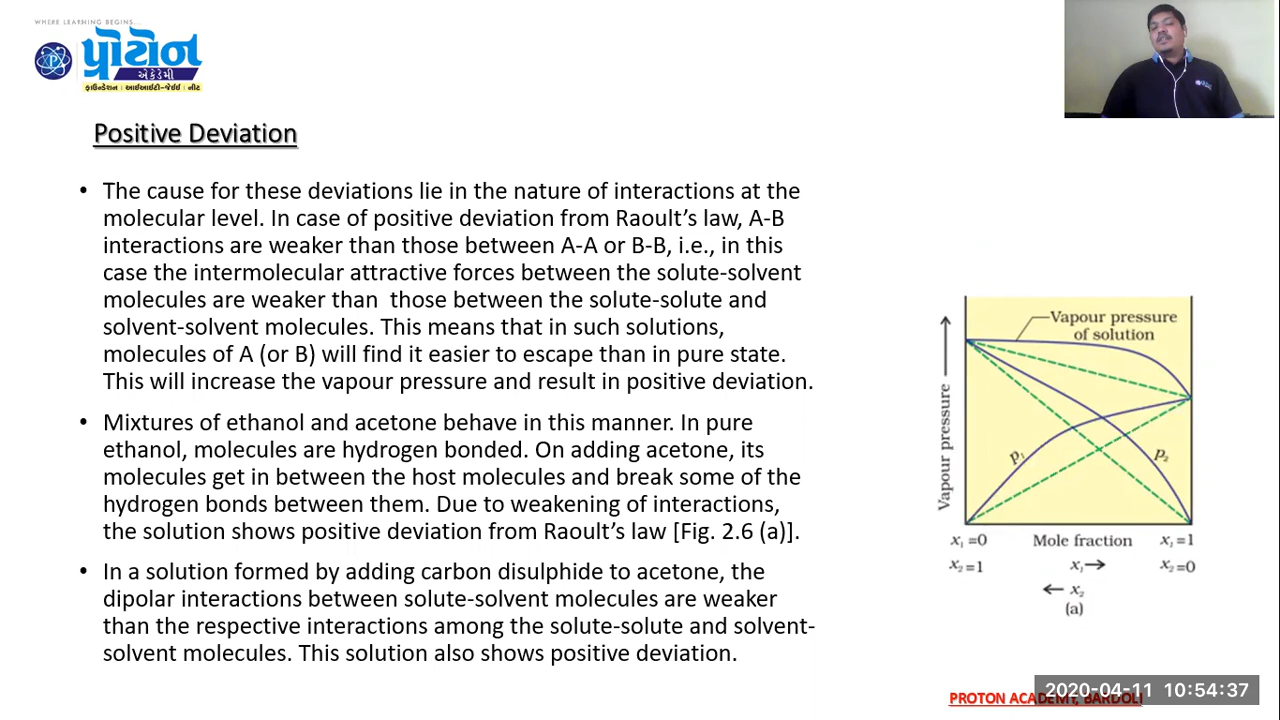 WHERE LEARNING BEGINS...
પ્રોટોન
એકેડેમી
ફાઉન્ડેશન | આઈઆઈટી-જેઈઈ | નીટ
Positive Deviation
• The cause for these deviations lie in the nature of interactions at the
molecular level. In case of positive deviation from Raoult’s law, A-B
interactions are weaker than those between A-A or B-B, i.e., in this
case the intermolecular attractive forces between the solute-solvent
molecules are weaker than those between the solute-solute and
solvent-solvent molecules. This means that in such solutions,
molecules of A (or B) will find it easier to escape than in pure state.
This will increase the vapour pressure and result in positive deviation.
• Mixtures of ethanol and acetone behave in this manner. In pure
ethanol, molecules are hydrogen bonded. On adding acetone, its
molecules get in between the host molecules and break some of the
hydrogen bonds between them. Due to weakening of interactions,
the solution shows positive deviation from Raoult’s law [Fig. 2.6 (a)].
• In a solution formed by adding carbon disulphide to acetone, the
dipolar interactions between solute-solvent molecules are weaker
than the respective interactions among the solute-solute and solvent-
solvent molecules. This solution also shows positive deviation.
Vapour pressure
of solution
Vapour pressure
p₁
p₂
x₁=0 Mole fraction x₁=1
x₂=1 x₁→ x₂=0
← x₂
(a)
PROTON ACADEMY, BARDOLI
2020-04-11 10:54:37